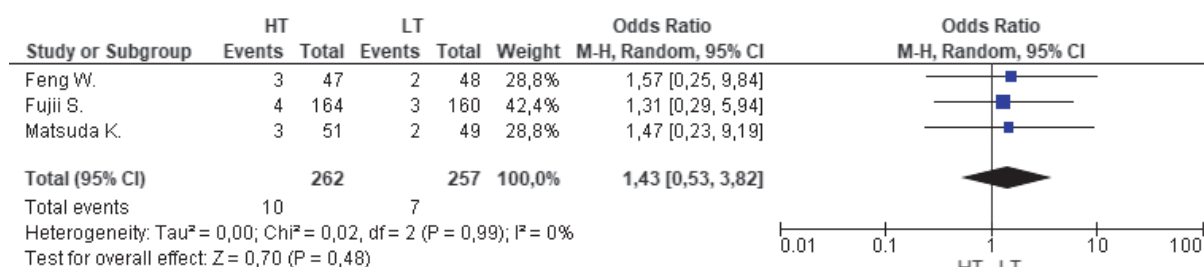 HT LT Odds Ratio Odds Ratio
Study or Subgroup Events Total Events Total Weight M-H, Random, 95% CI M-H, Random, 95% CI
Feng W. 3 47 2 48 28,8% 1,57 [0,25, 9,84]
Fujii S. 4 164 3 160 42,4% 1,31 [0,29, 5,94]
Matsuda K. 3 51 2 49 28,8% 1,47 [0,23, 9,19]
Total (95% CI) 262 257 100,0% 1,43 [0,53, 3,82]
Total events 10 7
Heterogeneity: Tau² = 0,00; Chi² = 0,02, df = 2 (P = 0,99); I² = 0%
Test for overall effect: Z = 0,70 (P = 0,48)
0.01 0.1 1 10 100
HT LT